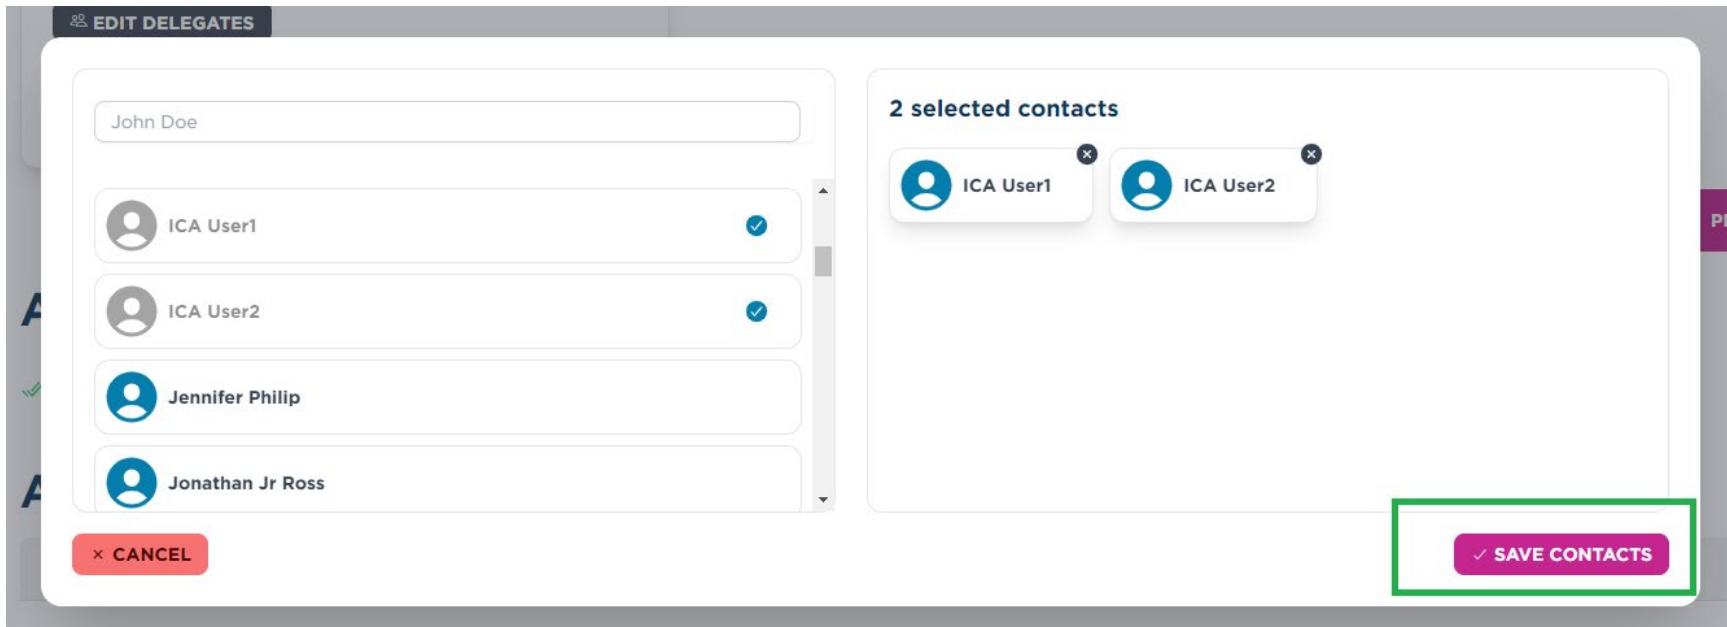 EDIT DELEGATES
John Doe
ICA User1
ICA User2
Jennifer Philip
Jonathan Jr Ross
2 selected contacts
ICA User1
ICA User2
× CANCEL
✓ SAVE CONTACTS